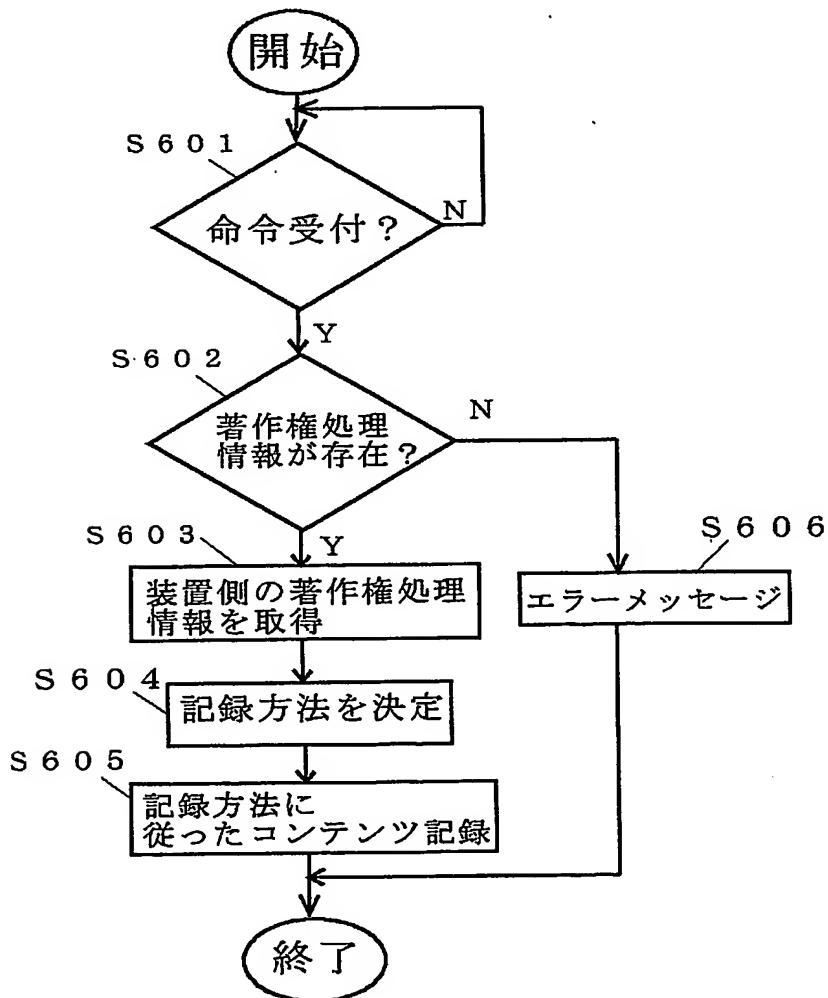 開始
S601
命令受付?
N
Y
S602
著作権処理
情報が存在?
N
S603
Y
S606
装置側の著作権処理
情報を取得
エラーメッセージ
S604
記録方法を決定
S605
記録方法に
従ったコンテンツ記録
終了